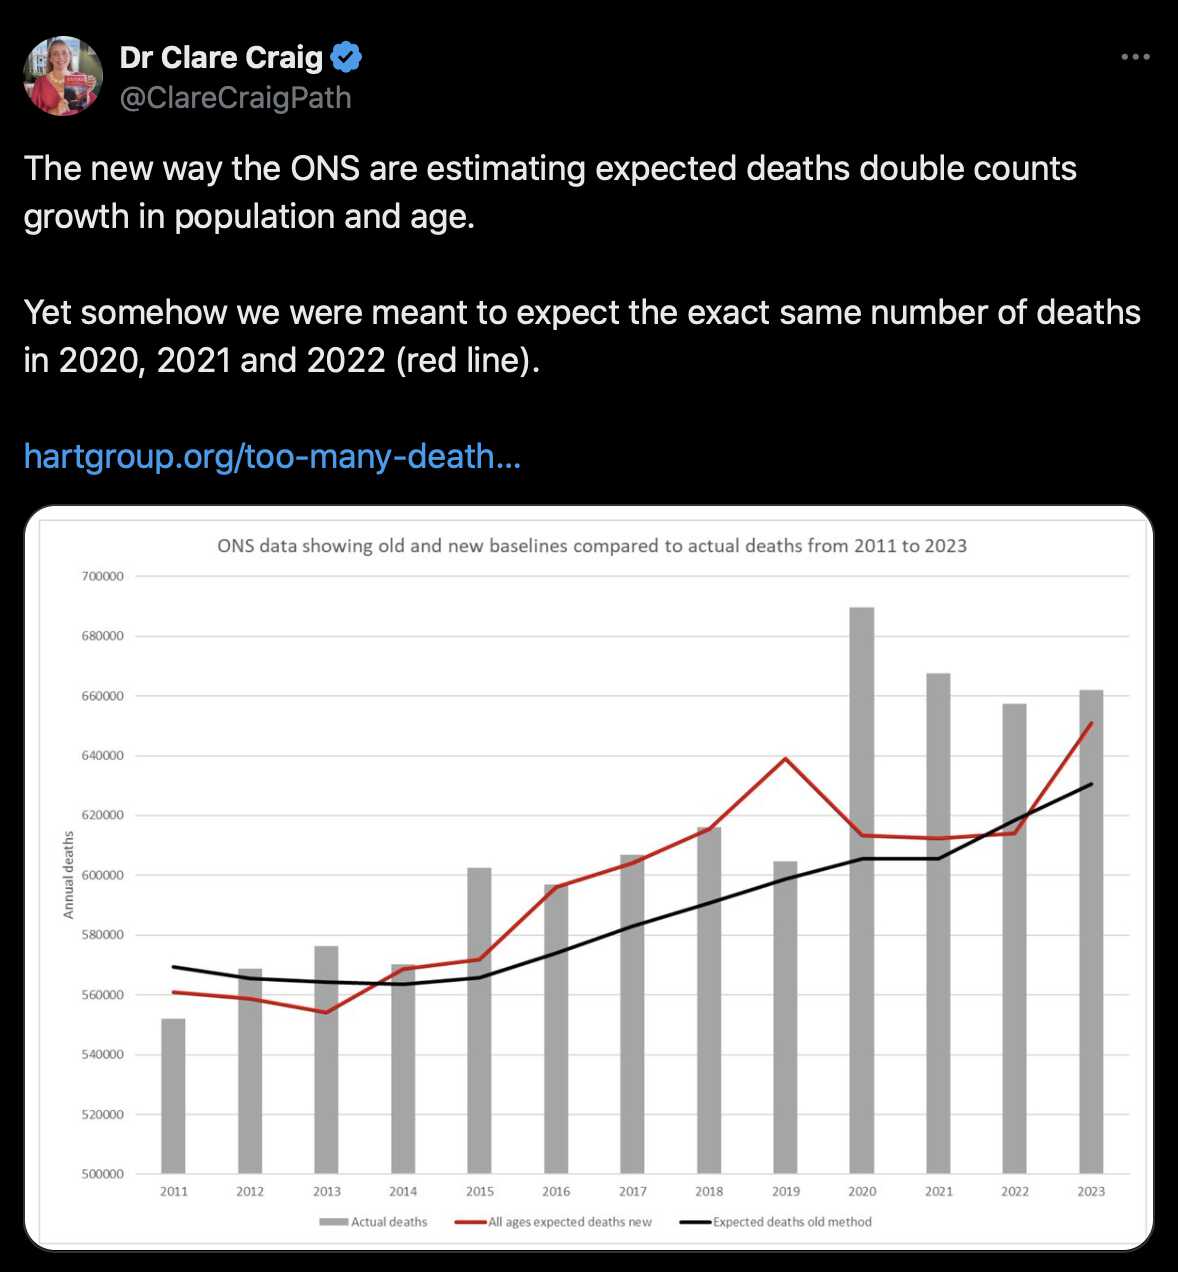 Dr Clare Craig
@ClareCraigPath
The new way the ONS are estimating expected deaths double counts
growth in population and age.
Yet somehow we were meant to expect the exact same number of deaths
in 2020, 2021 and 2022 (red line).
hartgroup.org/too-many-death...
ONS data showing old and new baselines compared to actual deaths from 2011 to 2023
700000
680000
660000
640000
620000
600000
580000
560000
540000
520000
500000
Annual deaths
2011 2012 2013 2014 2015 2016 2017 2018 2019 2020 2021 2022 2023
Actual deaths All ages expected deaths new Expected deaths old method